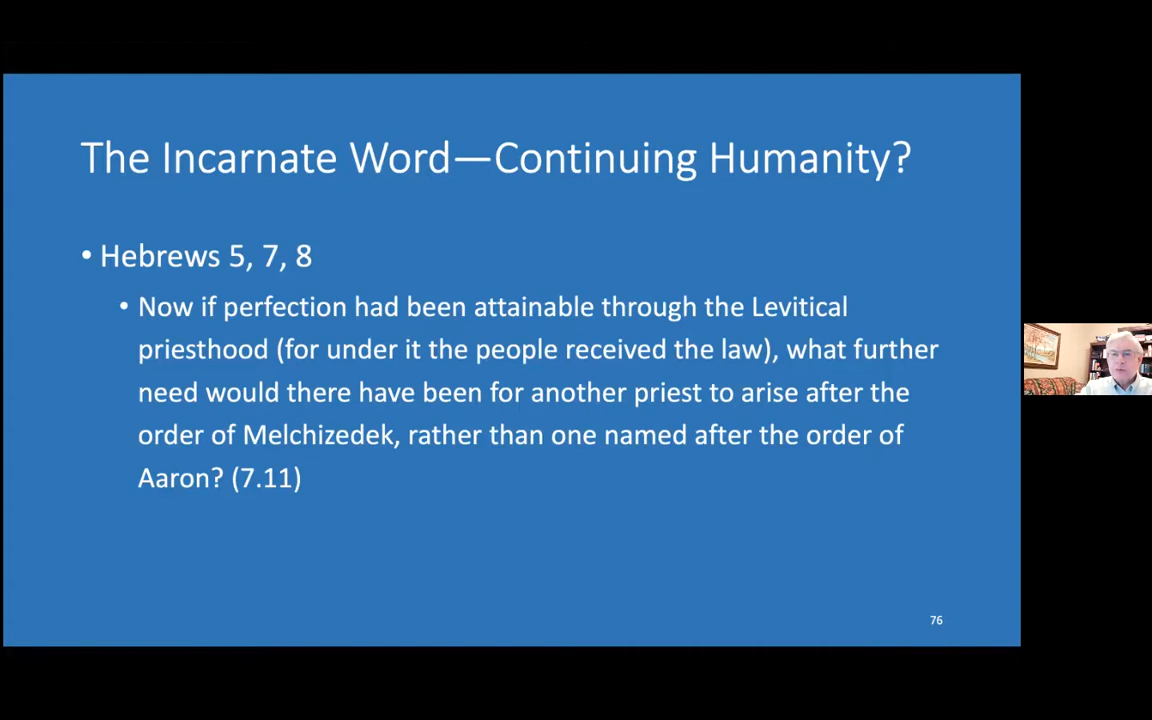 The Incarnate Word—Continuing Humanity?
• Hebrews 5, 7, 8
• Now if perfection had been attainable through the Levitical
priesthood (for under it the people received the law), what further
need would there have been for another priest to arise after the
order of Melchizedek, rather than one named after the order of
Aaron? (7.11)
76